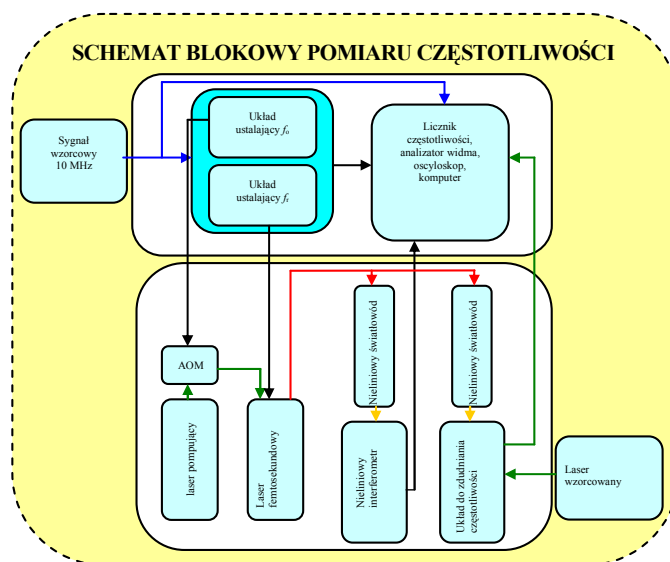 SCHEMAT BLOKOWY POMIARU CZĘSTOTLIWOŚCI
Sygnał
wzorcowy
10 MHz
Układ
ustalający f₀
Układ
ustalający fᵣ
Licznik
częstotliwości,
analizator widma,
oscyloskop,
komputer
AOM
laser pompujący
Laser
femtosekundowy
Nieliniowy światłowód
Nieliniowy
interferometr
Nieliniowy światłowód
Układ do zdudniania
częstotliwości
Laser
wzorcowany